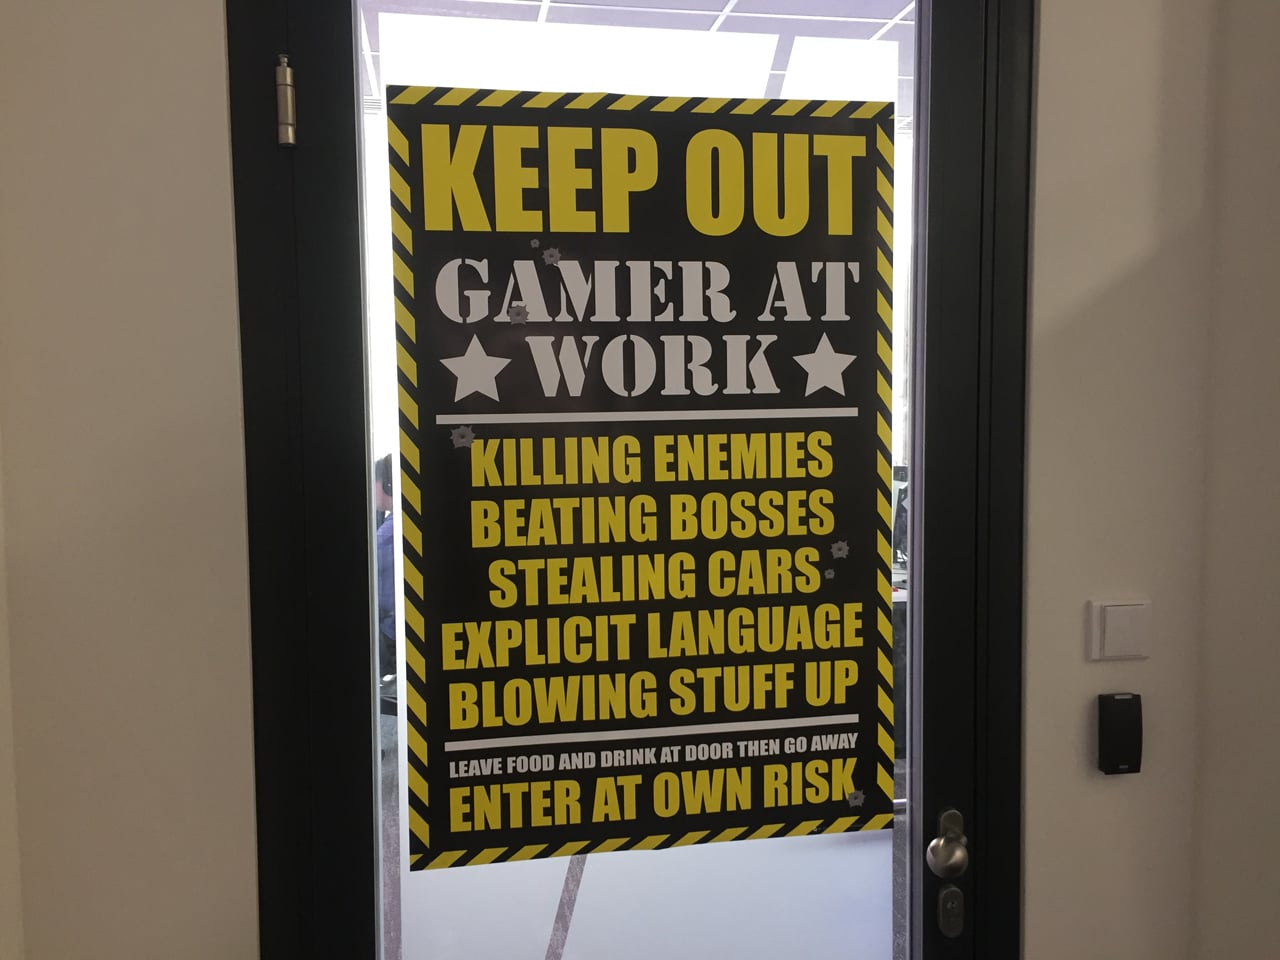 KEEP OUT
GAMER AT
WORK
KILLING ENEMIES
BEATING BOSSES
STEALING CARS
EXPLICIT LANGUAGE
BLOWING STUFF UP
LEAVE FOOD AND DRINK AT DOOR THEN GO AWAY
ENTER AT OWN RISK